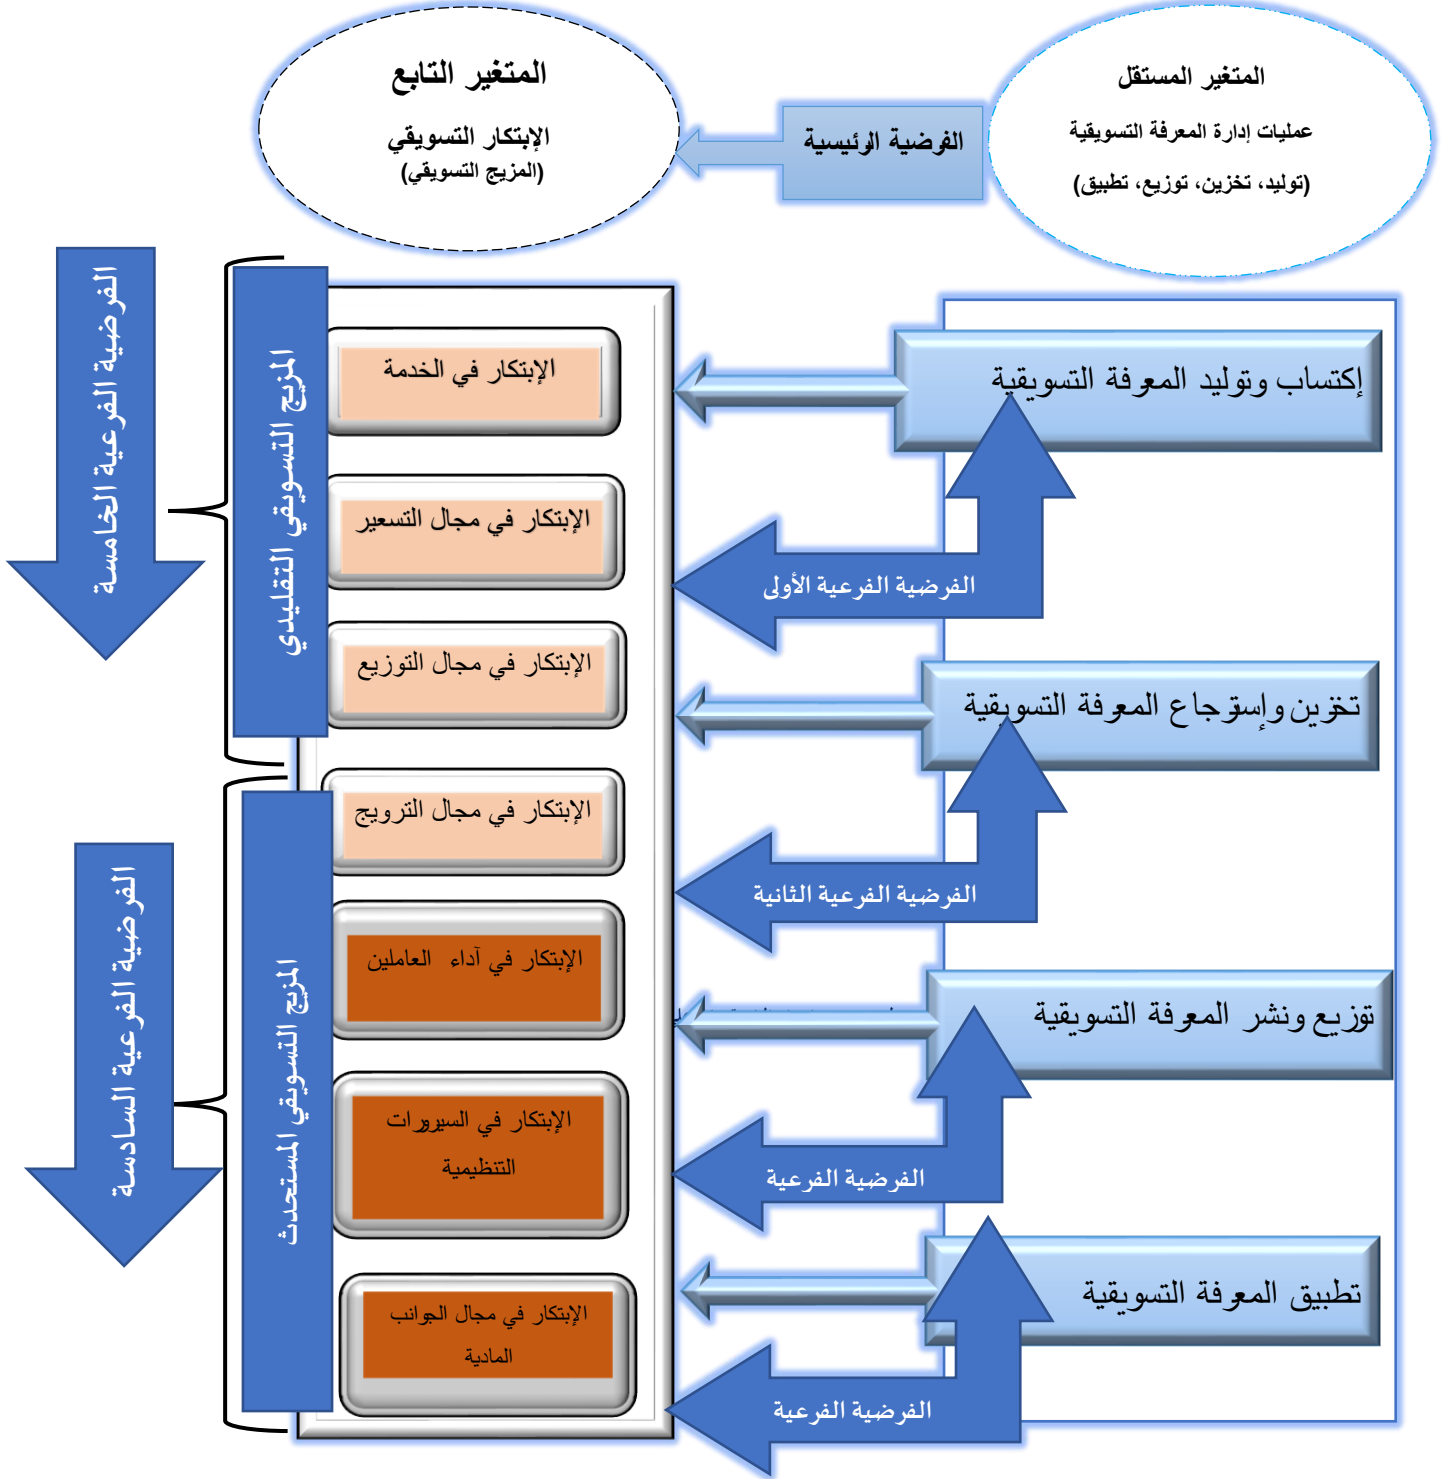 المتغير المستقل
عمليات إدارة المعرفة التسويقية
(توليد، تخزين، توزيع، تطبيق)
الفرضية الرئيسية
المتغير التابع
الإبتكار التسويقي
(المزيج التسويقي)
إكتساب وتوليد المعرفة التسويقية
الفرضية الفرعية الأولى
تخزين وإسترجاع المعرفة التسويقية
الفرضية الفرعية الثانية
توزيع ونشر المعرفة التسويقية
الفرضية الفرعية
تطبيق المعرفة التسويقية
الفرضية الفرعية
الإبتكار في الخدمة
الإبتكار في مجال التسعير
الإبتكار في مجال التوزيع
الإبتكار في مجال الترويج
الإبتكار في آداء العاملين
الإبتكار في السيرورات
التنظيمية
الإبتكار في مجال الجوانب
المادية
المزيج التسويقي التقليدي
المزيج التسويقي المستحدث
الفرضية الفرعية الخامسة
الفرضية الفرعية السادسة